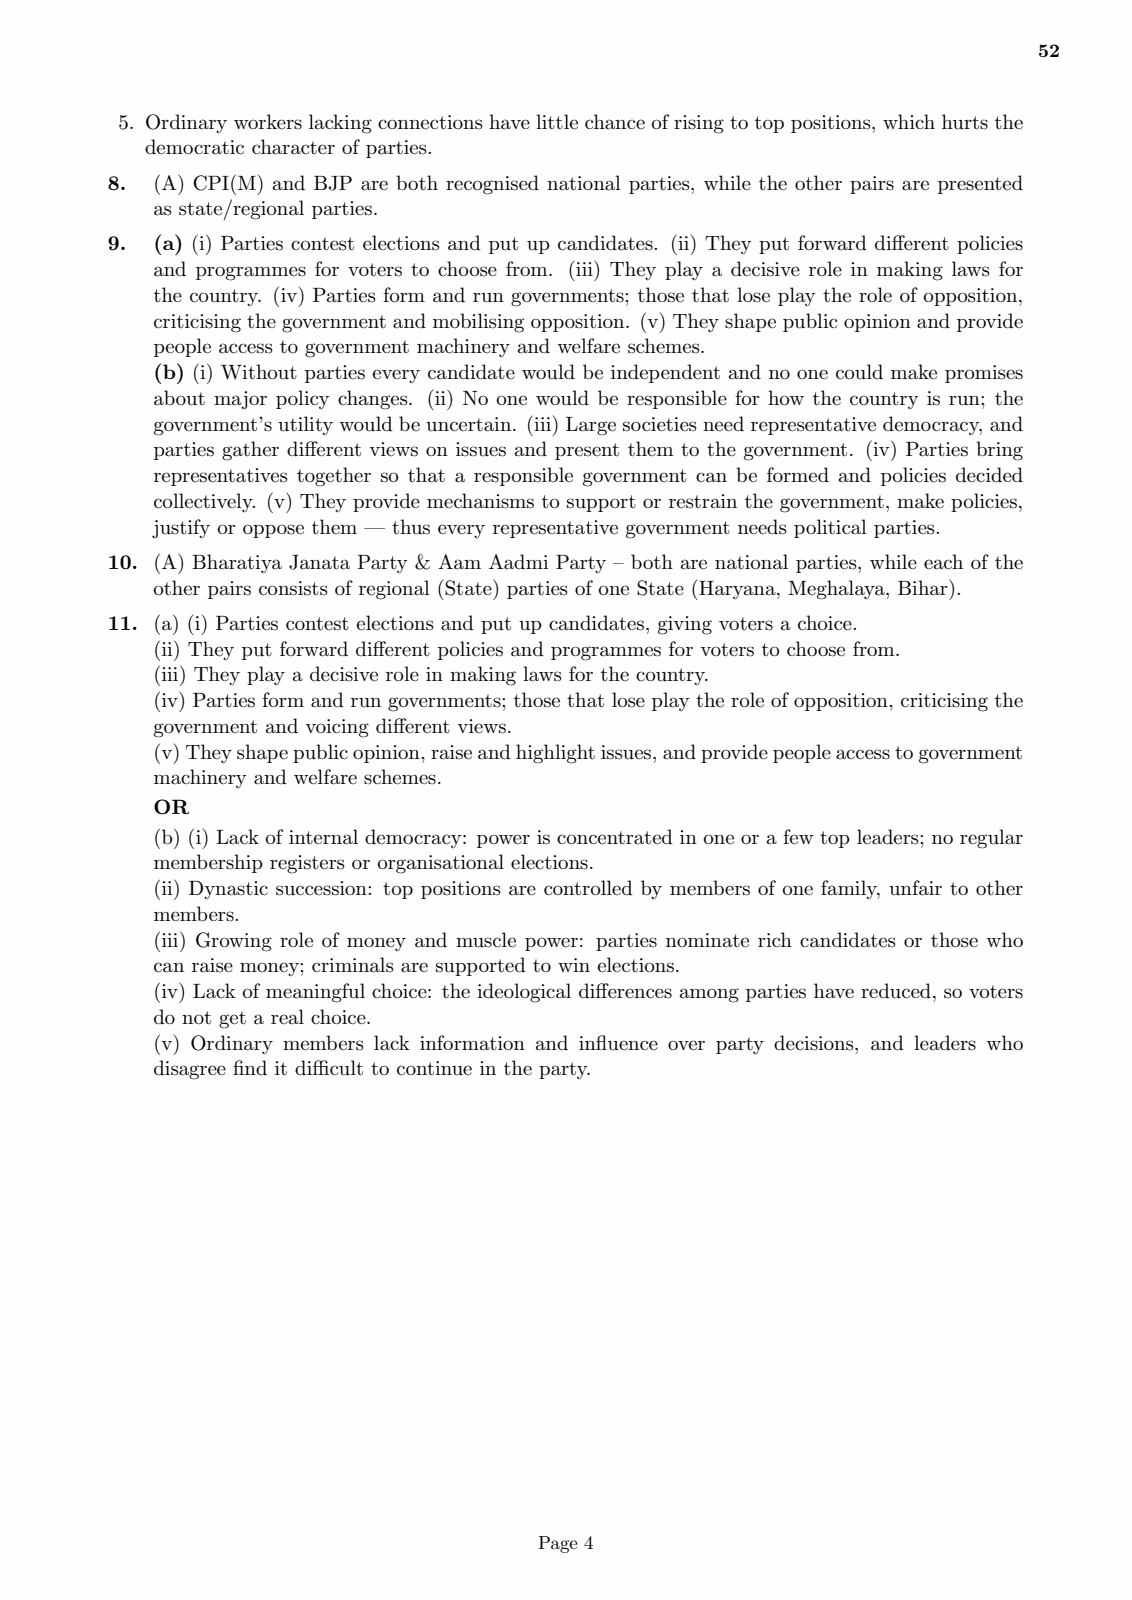 52
5. Ordinary workers lacking connections have little chance of rising to top positions, which hurts the
democratic character of parties.
8. (A) CPI(M) and BJP are both recognised national parties, while the other pairs are presented
as state/regional parties.
9. (a) (i) Parties contest elections and put up candidates. (ii) They put forward different policies
and programmes for voters to choose from. (iii) They play a decisive role in making laws for
the country. (iv) Parties form and run governments; those that lose play the role of opposition,
criticising the government and mobilising opposition. (v) They shape public opinion and provide
people access to government machinery and welfare schemes.
(b) (i) Without parties every candidate would be independent and no one could make promises
about major policy changes. (ii) No one would be responsible for how the country is run; the
government's utility would be uncertain. (iii) Large societies need representative democracy, and
parties gather different views on issues and present them to the government. (iv) Parties bring
representatives together so that a responsible government can be formed and policies decided
collectively. (v) They provide mechanisms to support or restrain the government, make policies,
justify or oppose them — thus every representative government needs political parties.
10. (A) Bharatiya Janata Party & Aam Aadmi Party – both are national parties, while each of the
other pairs consists of regional (State) parties of one State (Haryana, Meghalaya, Bihar).
11. (a) (i) Parties contest elections and put up candidates, giving voters a choice.
(ii) They put forward different policies and programmes for voters to choose from.
(iii) They play a decisive role in making laws for the country.
(iv) Parties form and run governments; those that lose play the role of opposition, criticising the
government and voicing different views.
(v) They shape public opinion, raise and highlight issues, and provide people access to government
machinery and welfare schemes.
OR
(b) (i) Lack of internal democracy: power is concentrated in one or a few top leaders; no regular
membership registers or organisational elections.
(ii) Dynastic succession: top positions are controlled by members of one family, unfair to other
members.
(iii) Growing role of money and muscle power: parties nominate rich candidates or those who
can raise money; criminals are supported to win elections.
(iv) Lack of meaningful choice: the ideological differences among parties have reduced, so voters
do not get a real choice.
(v) Ordinary members lack information and influence over party decisions, and leaders who
disagree find it difficult to continue in the party.
Page 4